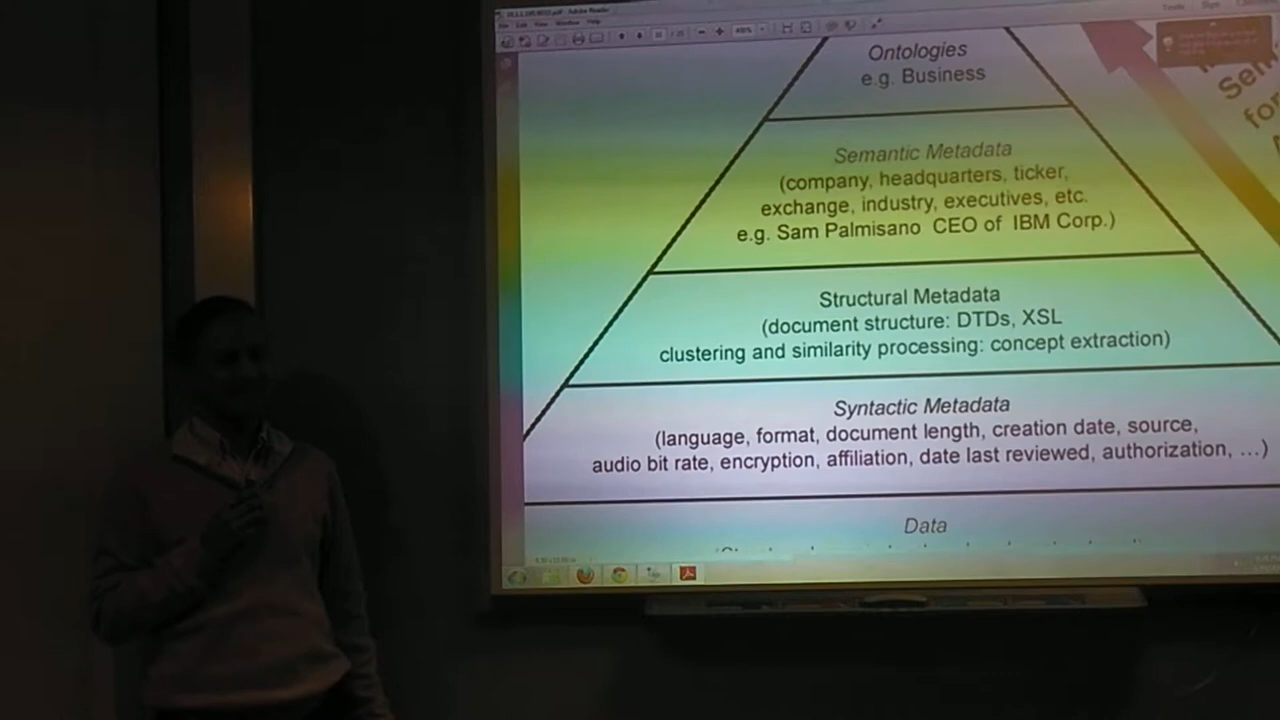 Ontologies
e.g. Business
Semantic Metadata
(company, headquarters, ticker,
exchange, industry, executives, etc.
e.g. Sam Palmisano CEO of IBM Corp.)
Structural Metadata
(document structure: DTDs, XSL
clustering and similarity processing: concept extraction)
Syntactic Metadata
(language, format, document length, creation date, source,
audio bit rate, encryption, affiliation, date last reviewed, authorization, …)
Data
Sem
for